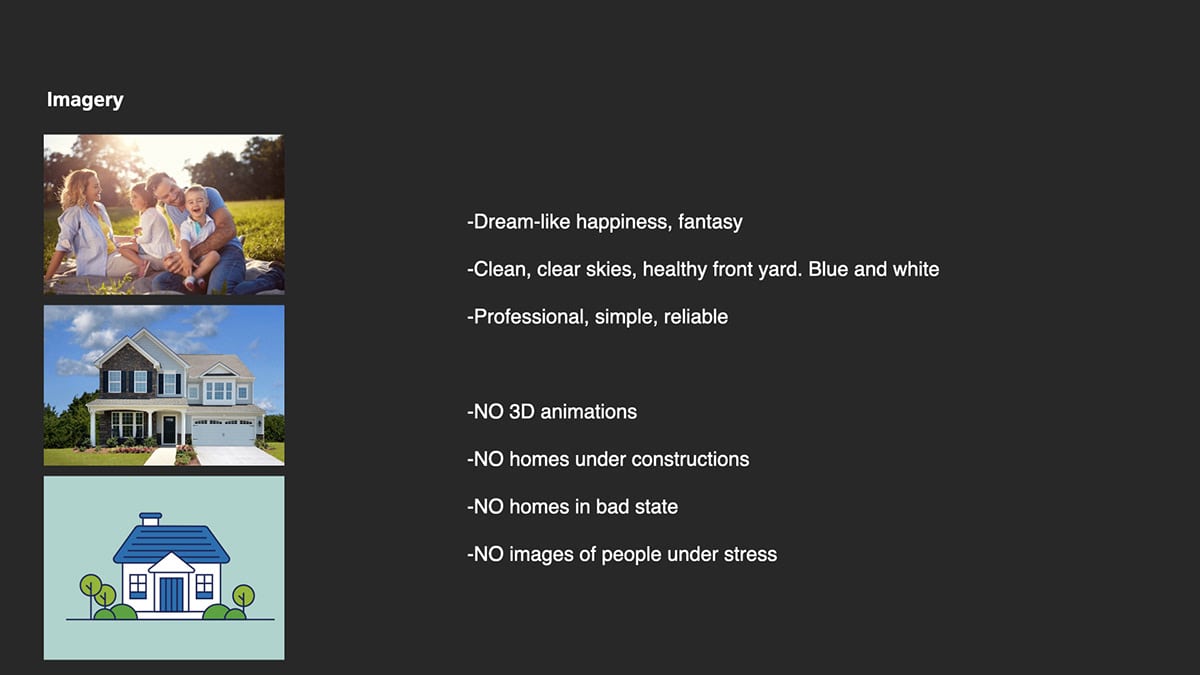 Imagery
-Dream-like happiness, fantasy
-Clean, clear skies, healthy front yard. Blue and white
-Professional, simple, reliable
-NO 3D animations
-NO homes under constructions
-NO homes in bad state
-NO images of people under stress